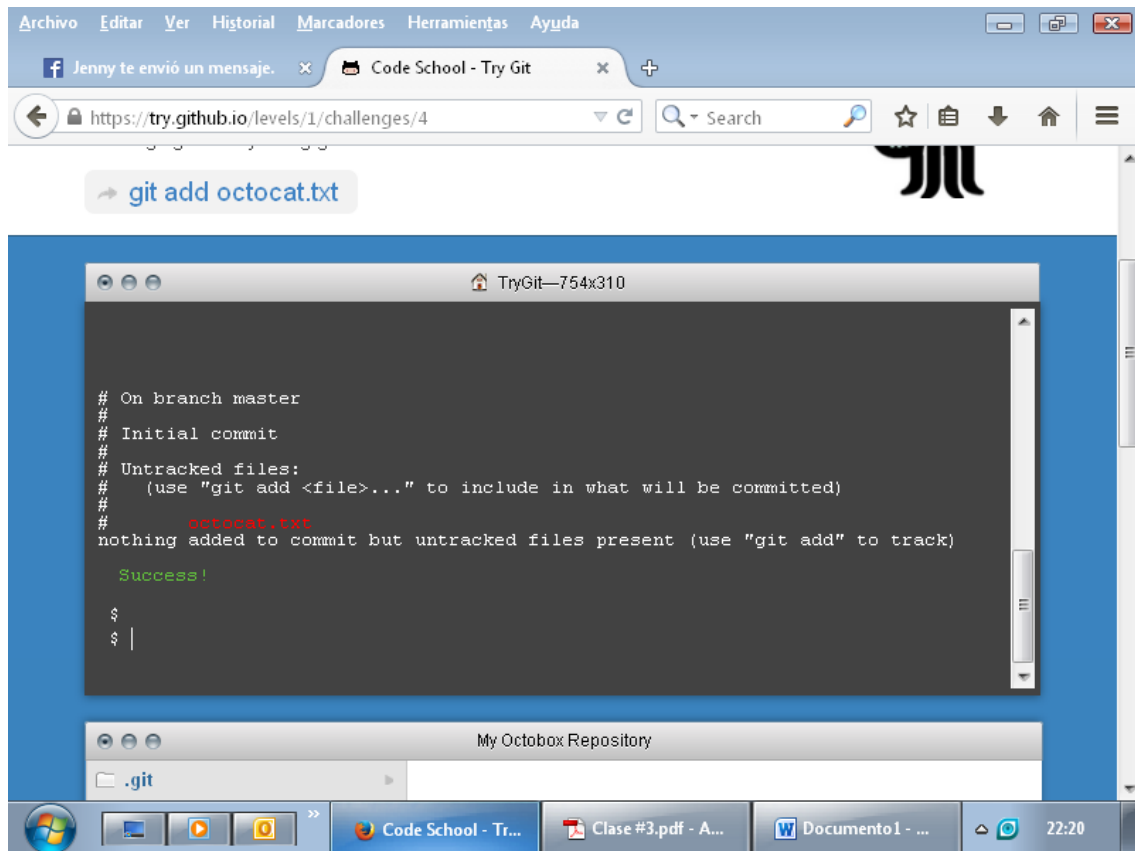 Archivo Editar Ver Historial Marcadores Herramientas Ayuda
Jenny te envió un mensaje. Code School - Try Git
https://try.github.io/levels/1/challenges/4 Search
git add octocat.txt
TryGit—754x310
# On branch master
#
# Initial commit
#
# Untracked files:
#   (use "git add <file>..." to include in what will be committed)
#
#       octocat.txt
nothing added to commit but untracked files present (use "git add" to track)
Success!
$
$
My Octobox Repository
.git
Code School - Tr... Clase #3.pdf - A... Documento1 - ... 22:20